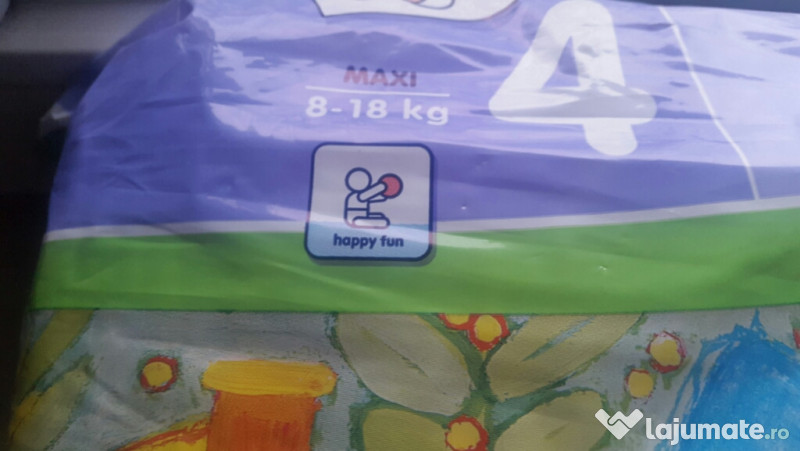 MAXI
4
8-18 kg
happy fun
lajumate.ro